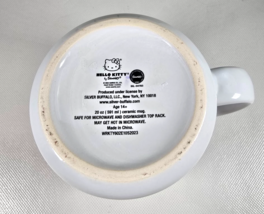 HELLO KITTY
by Sanrio
Produced under license by
SILVER BUFFALO, LLC., New York, NY 10018
www.silver-buffalo.com
Age 14+
20 oz ( 591 ml ) ceramic mug.
SAFE FOR MICROWAVE AND DISHWASHER TOP RACK.
MAY GET HOT IN MICROWAVE.
Made in China.